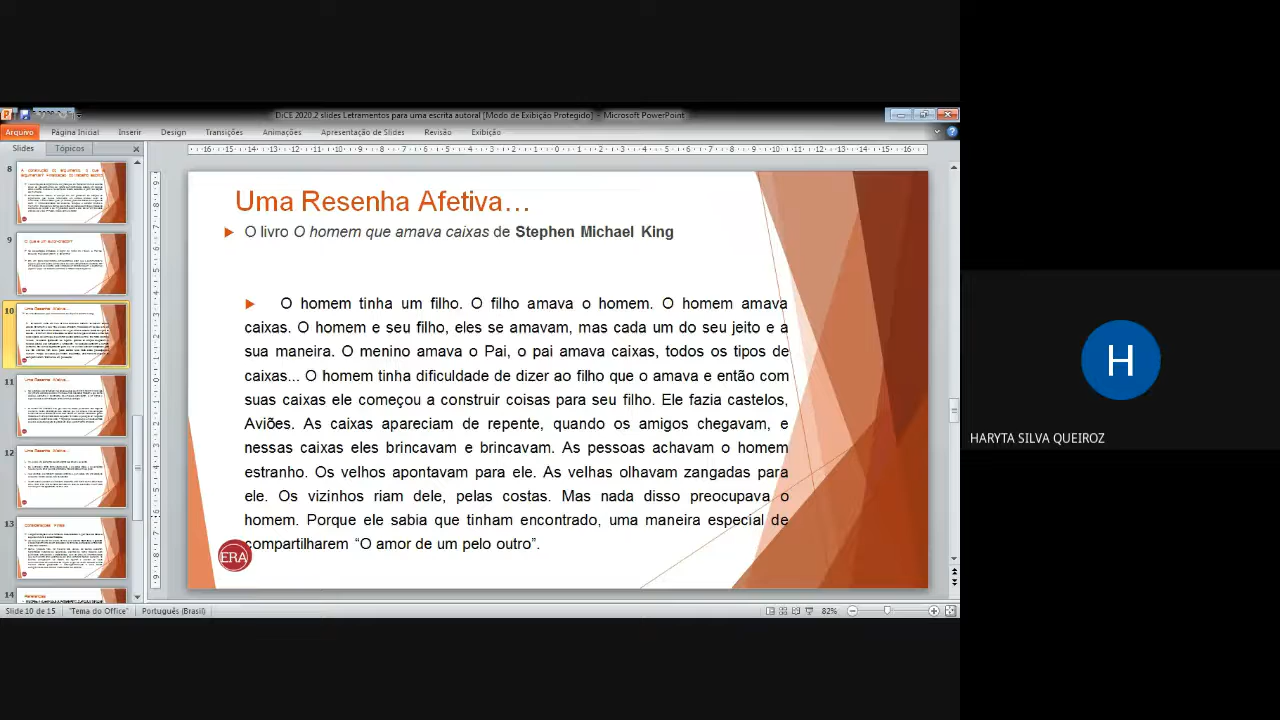 DICE 2020.2 slides Letramentos para uma escrita autoral [Modo de Exibição Protegido] - Microsoft PowerPoint
Arquivo Página Inicial Inserir Design Transições Animações Apresentação de Slides Revisão Exibição
Slides Tópicos
8
9
10
11
12
13
14
Uma Resenha Afetiva...
O livro O homem que amava caixas de Stephen Michael King
O homem tinha um filho. O filho amava o homem. O homem amava
caixas. O homem e seu filho, eles se amavam, mas cada um do seu jeito, a
sua maneira. O menino amava o Pai, o pai amava caixas, todos os tipos de
caixas... O homem tinha dificuldade de dizer ao filho que o amava e então com
suas caixas ele começou a construir coisas para seu filho. Ele fazia castelos,
Aviões. As caixas apareciam de repente, quando os amigos chegavam, e
nessas caixas eles brincavam e brincavam. As pessoas achavam o homem
estranho. Os velhos apontavam para ele. As velhas olhavam zangadas para
ele. Os vizinhos riam dele, pelas costas. Mas nada disso preocupava o
homem. Porque ele sabia que tinham encontrado, uma maneira especial de
compartilharem “O amor de um pelo outro”.
ERA
Slide 10 de 15 "Tema do Office" Português (Brasil) 82%
H
HARYTA SILVA QUEIROZ